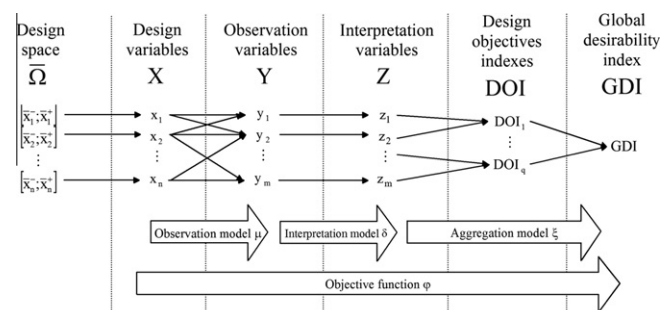 Design space
Ω̅
Design variables
X
Observation variables
Y
Interpretation variables
Z
Design objectives indexes
DOI
Global desirability index
GDI
[x̅₁⁻;x̅₁⁺]
x₁
y₁
z₁
DOI₁
[x̅₂⁻;x̅₂⁺]
x₂
y₂
z₂
⋮
GDI
⋮
⋮
⋮
⋮
DOI_q
[x̅ₙ⁻;x̅ₙ⁺]
xₙ
yₘ
zₘ
Observation model μ
Interpretation model δ
Aggregation model ξ
Objective function φ